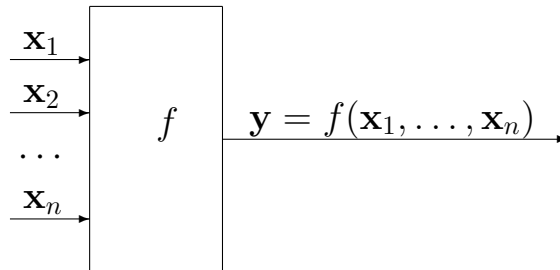 x₁
x₂
...
xₙ
f
y = f(x₁, . . . , xₙ)